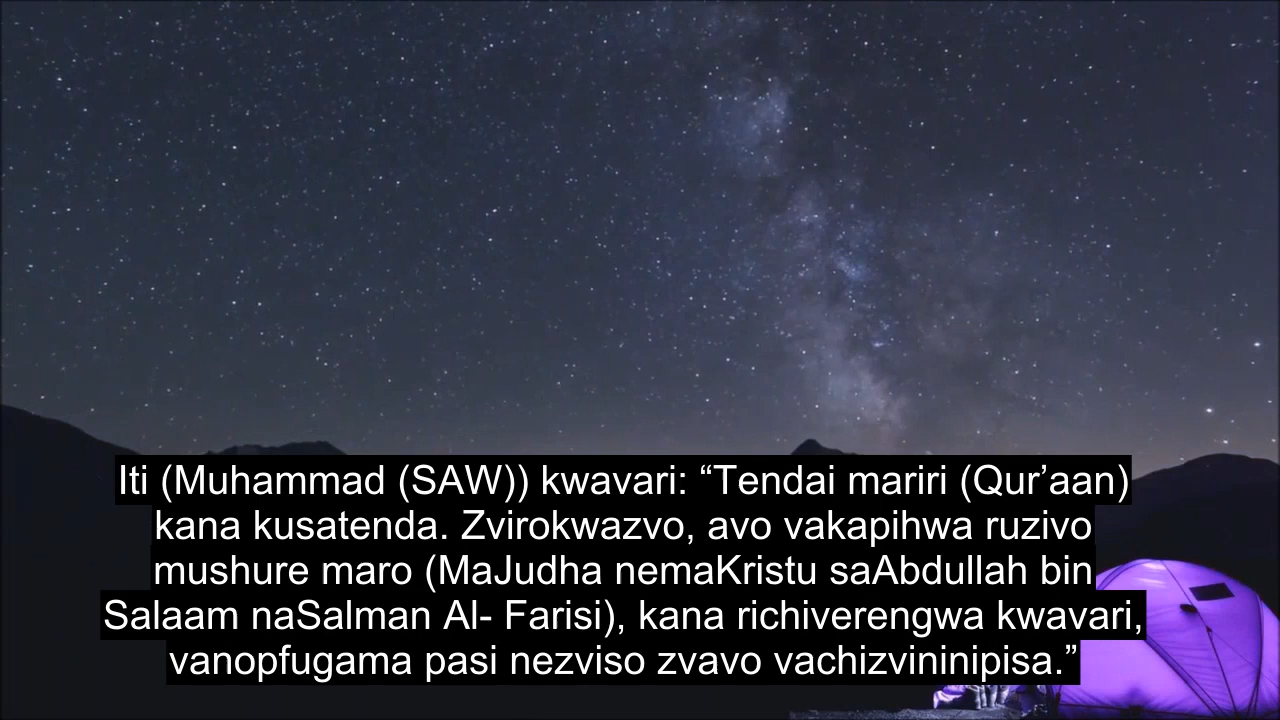 Iti (Muhammad (SAW)) kwavari: “Tendai mariri (Qur’aan)
kana kusatenda. Zvirokwazvo, avo vakapihwa ruzivo
mushure maro (MaJudha nemaKristu saAbdullah bin
Salaam naSalman Al- Farisi), kana richiverengwa kwavari,
vanopfugama pasi nezviso zvavo vachizvininipisa.”